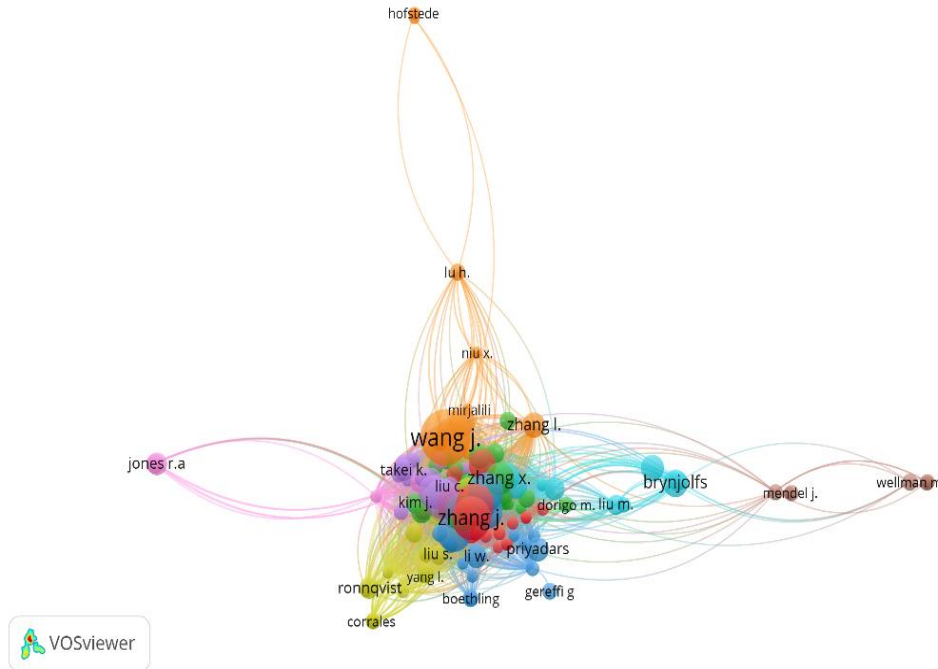 hofstede
lu h.
niu x.
mirjalili
zhang l.
wang j.
jones r.a
takei k.
zhang x.
liu c.
brynjolfs
wellman m
mendel j.
kim j.
dorigo m.
liu m.
zhang j.
liu s.
li w.
priyadars
yang l.
ronnqvist
boethling
gereffi g
corrales
VOSviewer